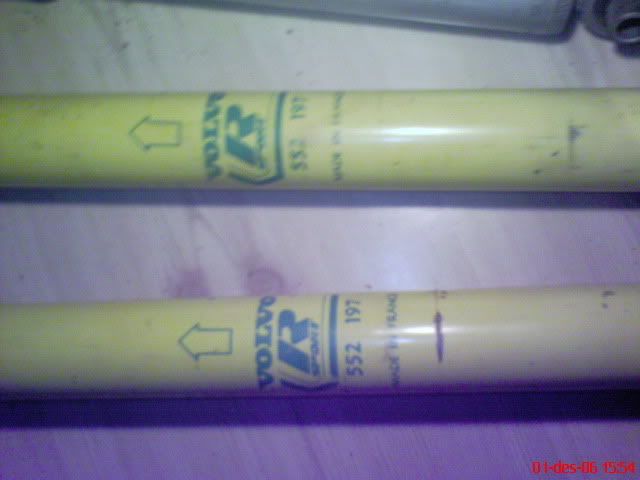 VOLVO
R
SPORT
552 197
MADE IN FRANCE
VOLVO
R
SPORT
552 197
MADE IN FRANCE
01-des-06 15:54